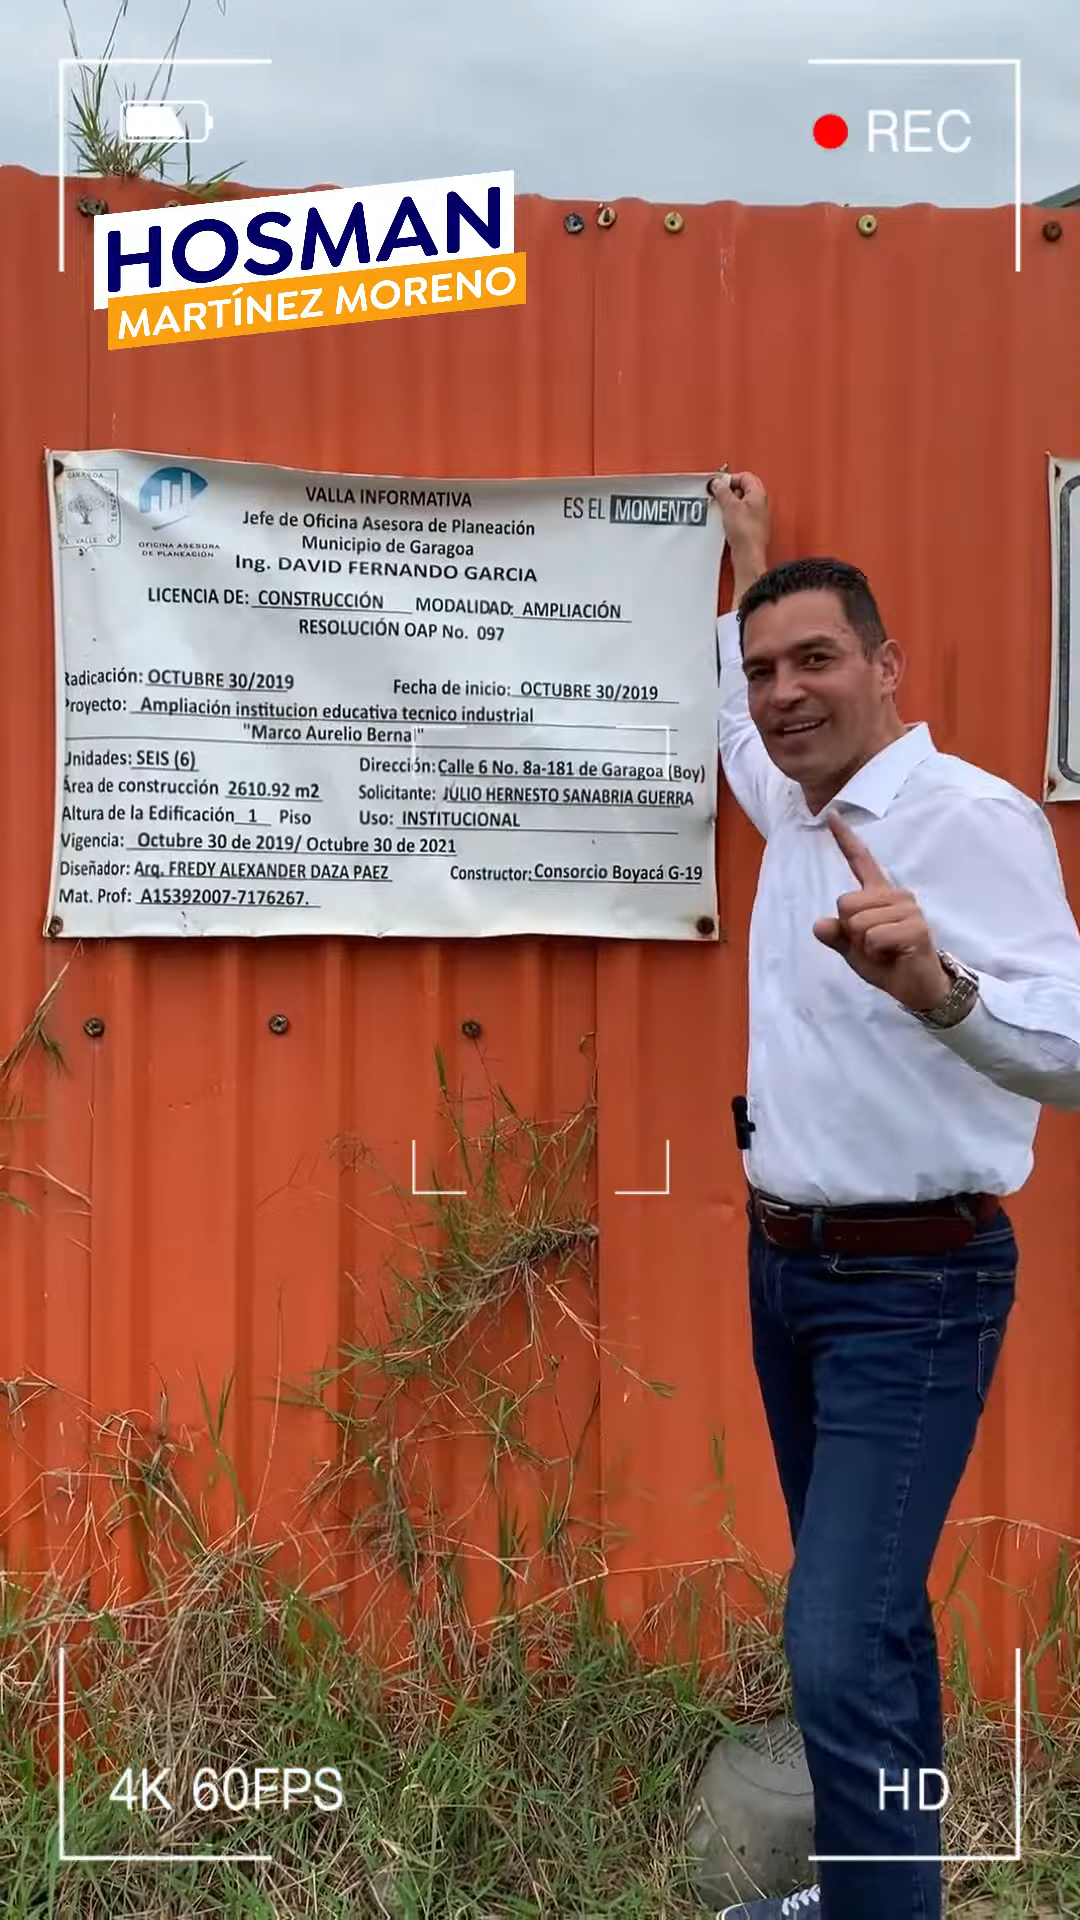 REC
HOSMAN
MARTÍNEZ MORENO
GARAGOA
OFICINA ASESORA
DE PLANEACIÓN
VALLA INFORMATIVA
ES EL MOMENTO
Jefe de Oficina Asesora de Planeación
Municipio de Garagoa
Ing. DAVID FERNANDO GARCIA
LICENCIA DE: CONSTRUCCIÓN MODALIDAD: AMPLIACIÓN
RESOLUCIÓN OAP No. 097
Radicación: OCTUBRE 30/2019 Fecha de inicio: OCTUBRE 30/2019
Proyecto: Ampliación institucion educativa tecnico industrial
"Marco Aurelio Bernal"
Unidades: SEIS (6) Dirección: Calle 6 No. 8a-181 de Garagoa (Boy)
Área de construcción 2610.92 m2 Solicitante: JULIO HERNESTO SANABRIA GUERRA
Altura de la Edificación 1 Piso Uso: INSTITUCIONAL
Vigencia: Octubre 30 de 2019/ Octubre 30 de 2021
Diseñador: Arq. FREDY ALEXANDER DAZA PAEZ Constructor: Consorcio Boyacá G-19
Mat. Prof: A15392007-7176267.
4K 60FPS
HD